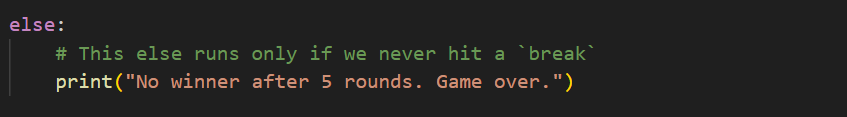 else:
# This else runs only if we never hit a `break`
print("No winner after 5 rounds. Game over.")